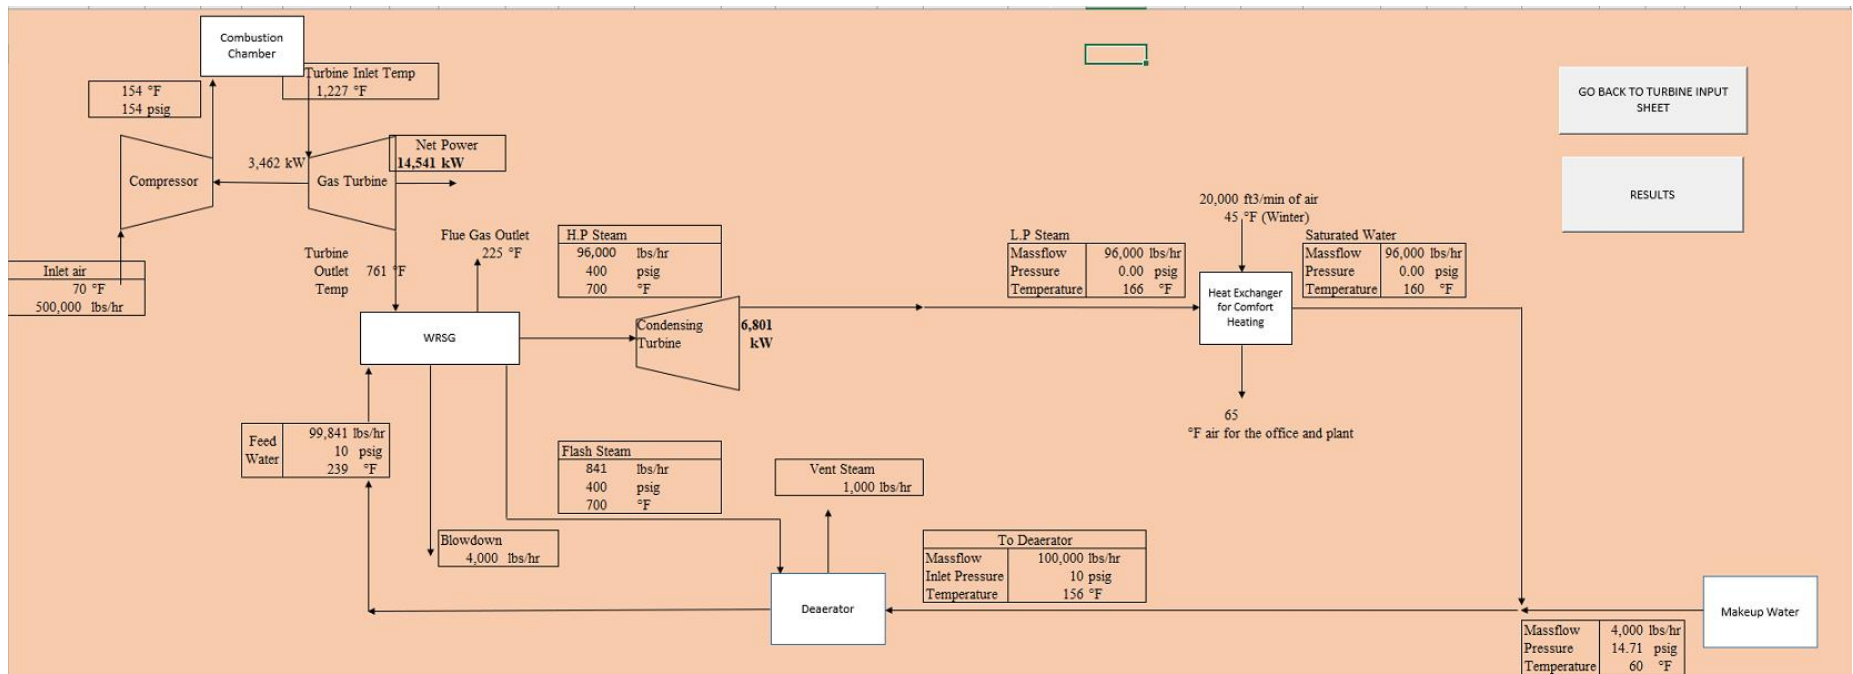 Combustion
Chamber
Turbine Inlet Temp
1,227 °F
154 °F
154 psig
GO BACK TO TURBINE INPUT
SHEET
RESULTS
Compressor
3,462 kW
Gas Turbine
Net Power
14,541 kW
Inlet air
70 °F
500,000 lbs/hr
Turbine
Outlet 761 °F
Temp
Flue Gas Outlet
225 °F
H.P Steam
96,000 lbs/hr
400 psig
700 °F
WRSG
Condensing
Turbine
6,801
kW
L.P Steam
Massflow 96,000 lbs/hr
Pressure 0.00 psig
Temperature 166 °F
20,000 ft3/min of air
45 °F (Winter)
Heat Exchanger
for Comfort
Heating
Saturated Water
Massflow 96,000 lbs/hr
Pressure 0.00 psig
Temperature 160 °F
65
°F air for the office and plant
Feed
Water
99,841 lbs/hr
10 psig
239 °F
Flash Steam
841 lbs/hr
400 psig
700 °F
Blowdown
4,000 lbs/hr
Vent Steam
1,000 lbs/hr
Deaerator
To Deaerator
Massflow 100,000 lbs/hr
Inlet Pressure 10 psig
Temperature 156 °F
Makeup Water
Massflow 4,000 lbs/hr
Pressure 14.71 psig
Temperature 60 °F